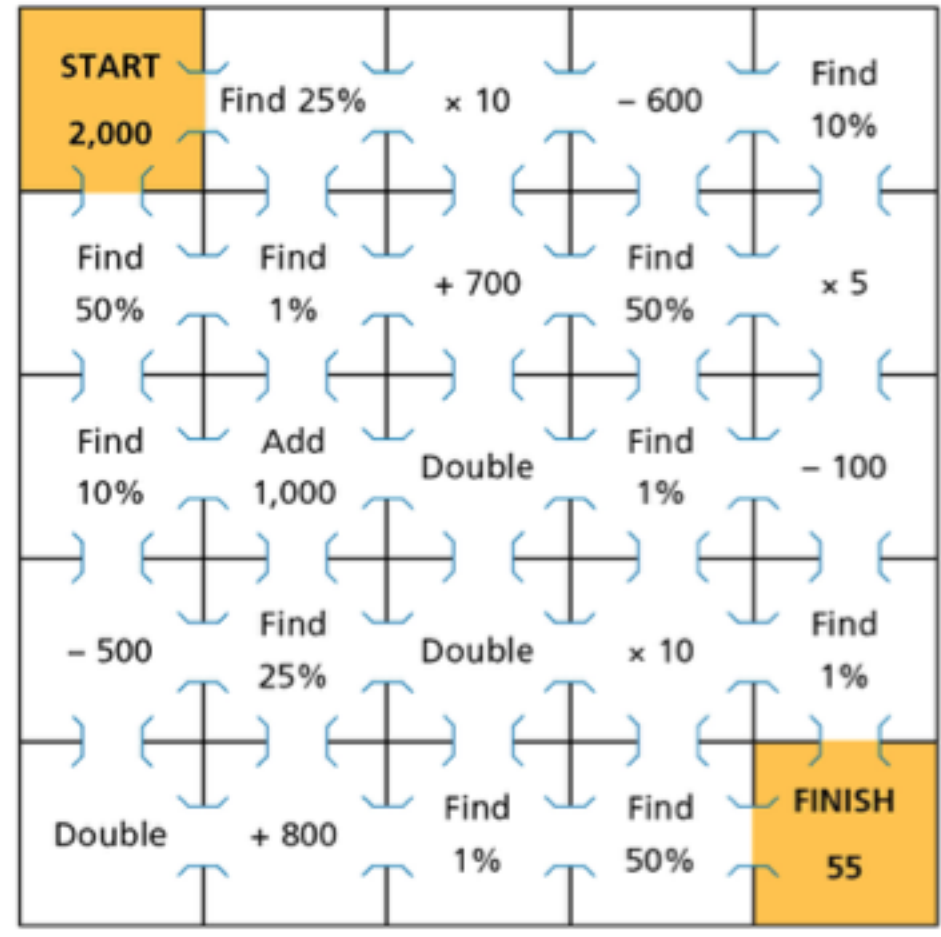 START
2,000
Find 25%
× 10
– 600
Find
10%
Find
50%
Find
1%
+ 700
Find
50%
× 5
Find
10%
Add
1,000
Double
Find
1%
– 100
– 500
Find
25%
Double
× 10
Find
1%
Double
+ 800
Find
1%
Find
50%
FINISH
55